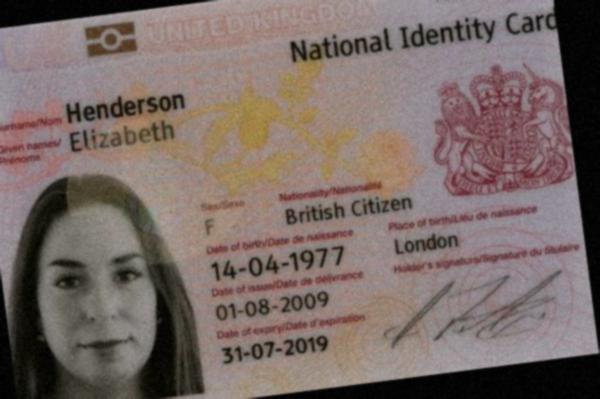 UNITED KINGDOM
National Identity Card
Surname/Nom Henderson
Given names/ Prénoms Elizabeth
Sex/Sexe
F
Nationality/Nationalité
British Citizen
Date of birth/Date de naissance
14-04-1977
Place of birth/Lieu de naissance
London
Date of issue/Date de délivrance
01-08-2009
Holder's signature/Signature du titulaire
Date of expiry/Date d'expiration
31-07-2019